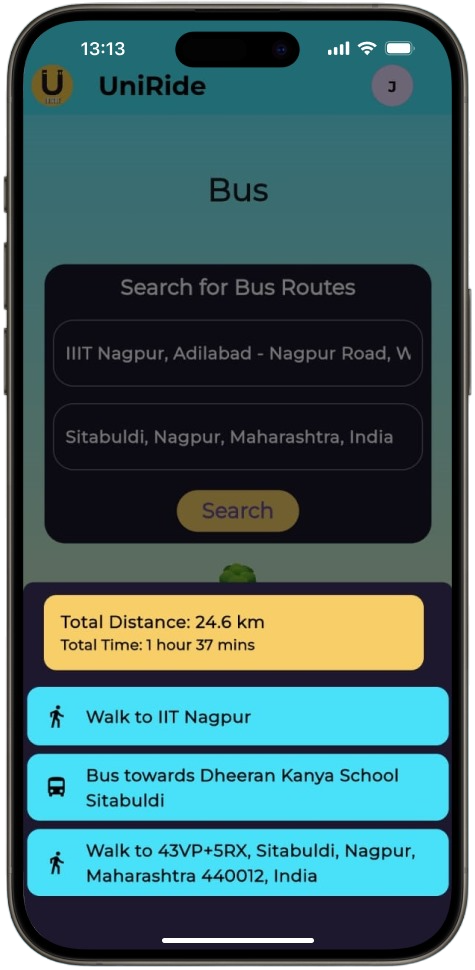 13:13
U
UniRide
J
Bus
Search for Bus Routes
IIIT Nagpur, Adilabad - Nagpur Road, W
Sitabuldi, Nagpur, Maharashtra, India
Search
Total Distance: 24.6 km
Total Time: 1 hour 37 mins
Walk to IIT Nagpur
Bus towards Dheeran Kanya School
Sitabuldi
Walk to 43VP+5RX, Sitabuldi, Nagpur,
Maharashtra 440012, India